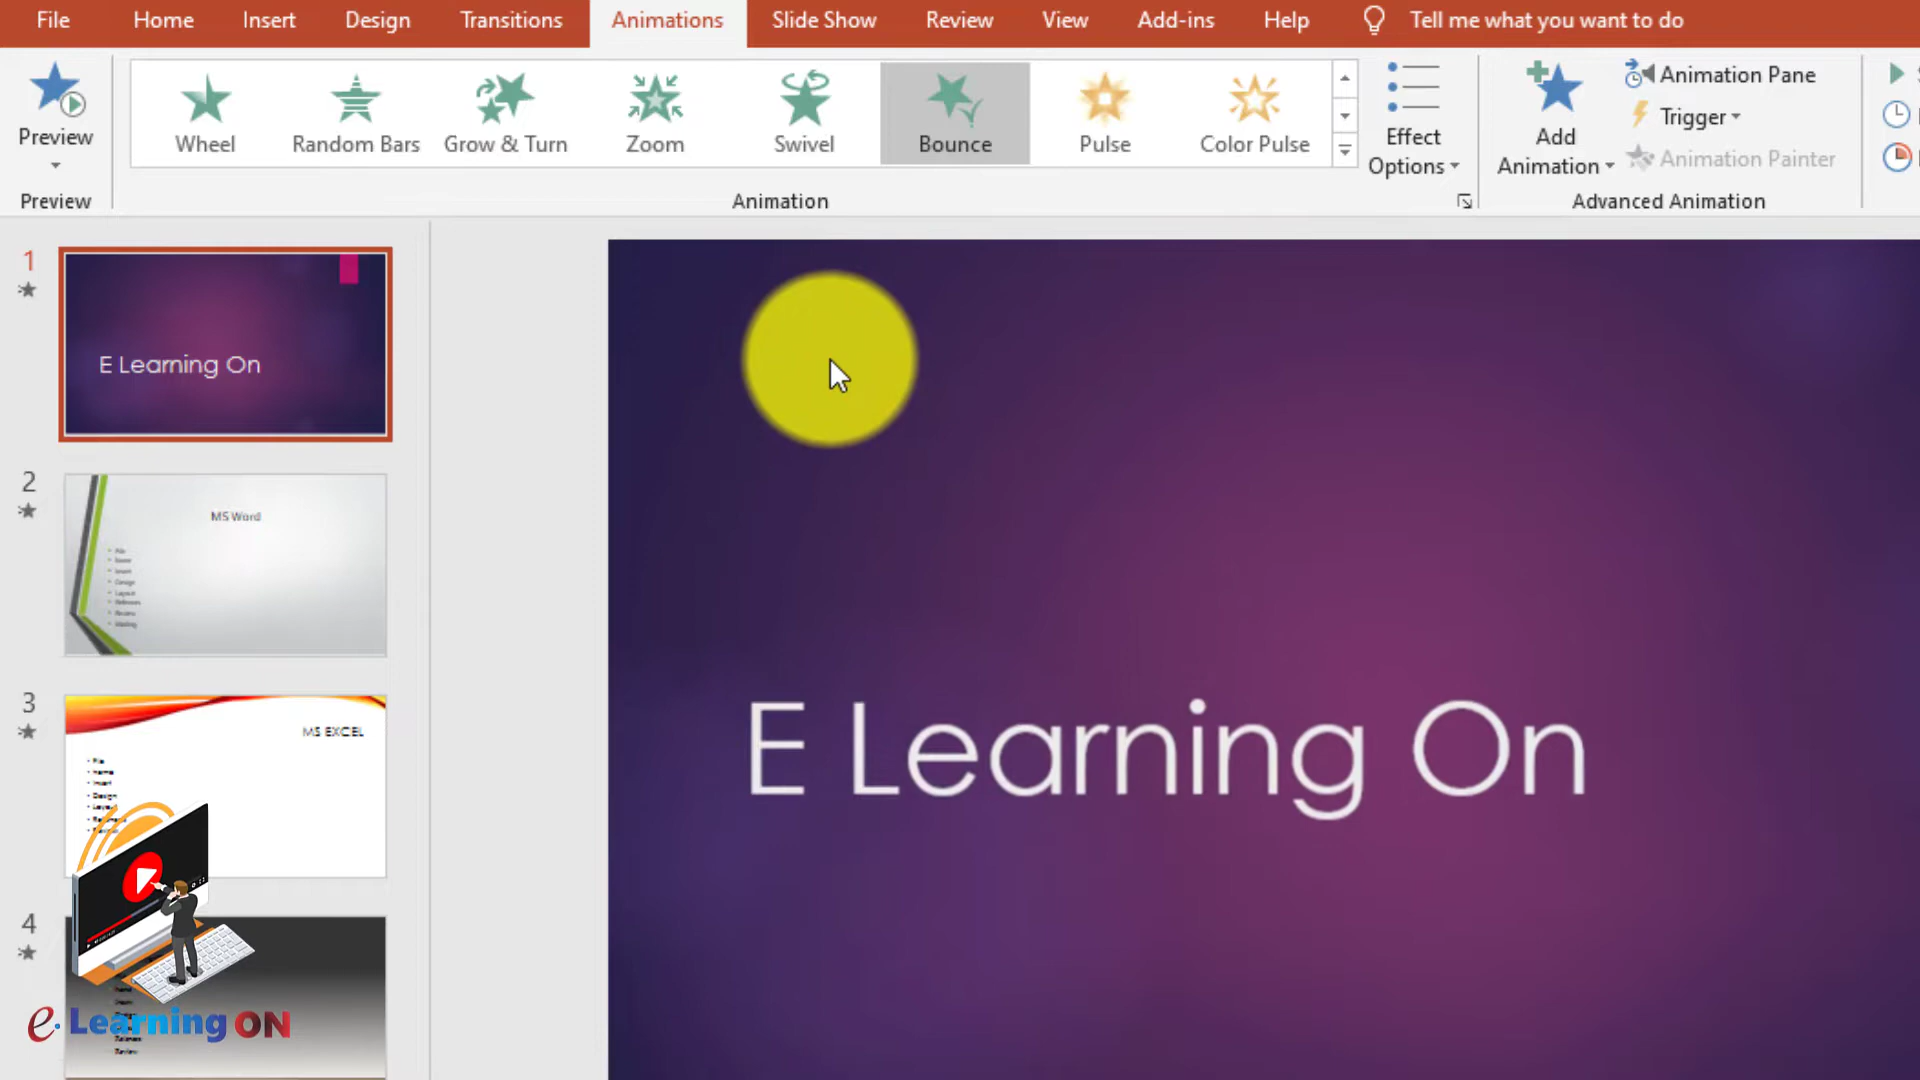 File Home Insert Design Transitions Animations Slide Show Review View Add-ins Help Tell me what you want to do
Preview
Wheel Random Bars Grow & Turn Zoom Swivel Bounce Pulse Color Pulse
Effect Options
Add Animation
Animation Pane
Trigger
Animation Painter
Preview Animation Advanced Animation
1
E Learning On
2
MS Word
3
MS EXCEL
4
E Learning On
e-Learning ON